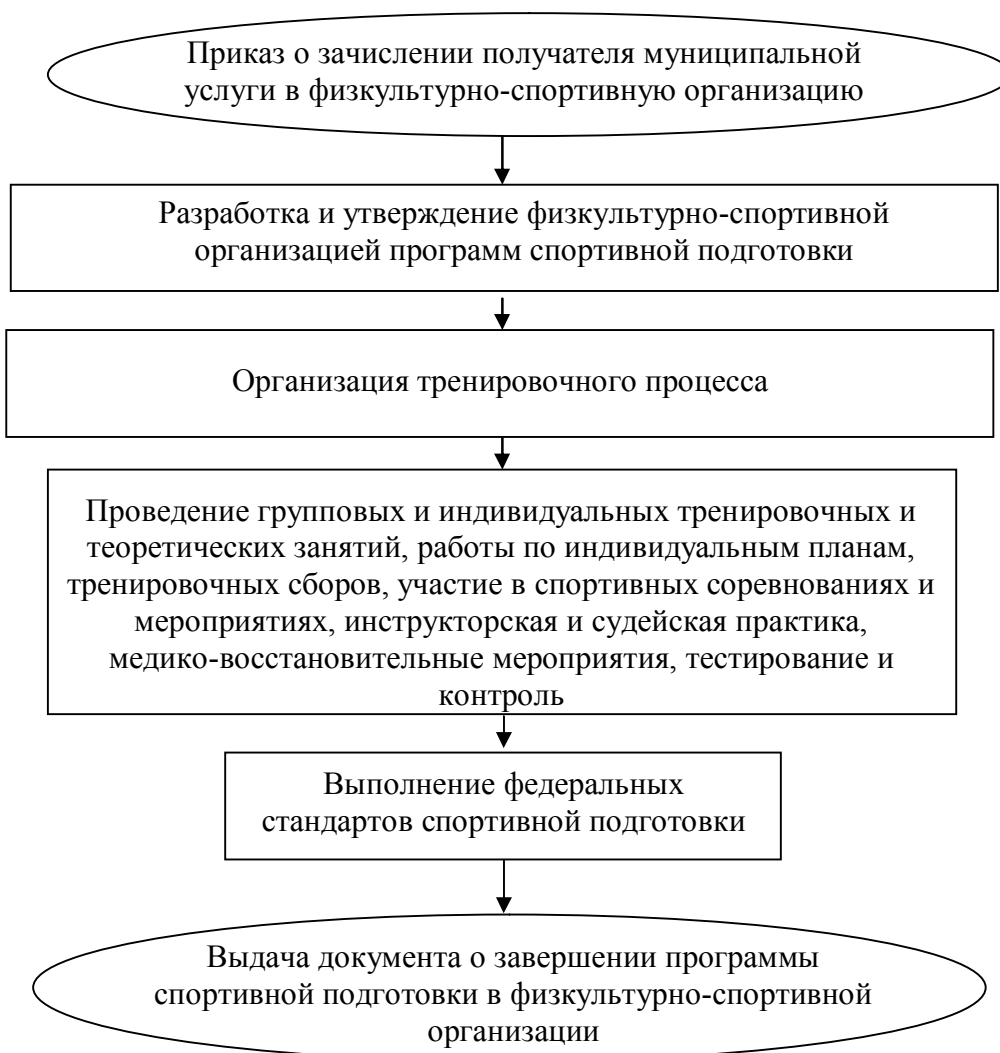 Приказ о зачислении получателя муниципальной
услуги в физкультурно-спортивную организацию
Разработка и утверждение физкультурно-спортивной
организацией программ спортивной подготовки
Организация тренировочного процесса
Проведение групповых и индивидуальных тренировочных и
теоретических занятий, работы по индивидуальным планам,
тренировочных сборов, участие в спортивных соревнованиях и
мероприятиях, инструкторская и судейская практика,
медико-восстановительные мероприятия, тестирование и
контроль
Выполнение федеральных
стандартов спортивной подготовки
Выдача документа о завершении программы
спортивной подготовки в физкультурно-спортивной
организации